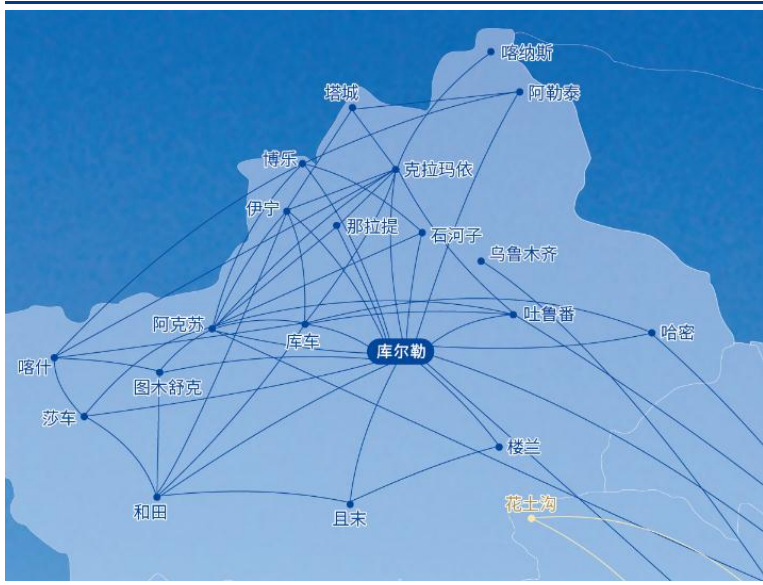 喀纳斯
塔城
阿勒泰
博乐
克拉玛依
伊宁
那拉提
石河子
乌鲁木齐
阿克苏
库车
吐鲁番
哈密
库尔勒
喀什
图木舒克
莎车
楼兰
和田
且末
花土沟